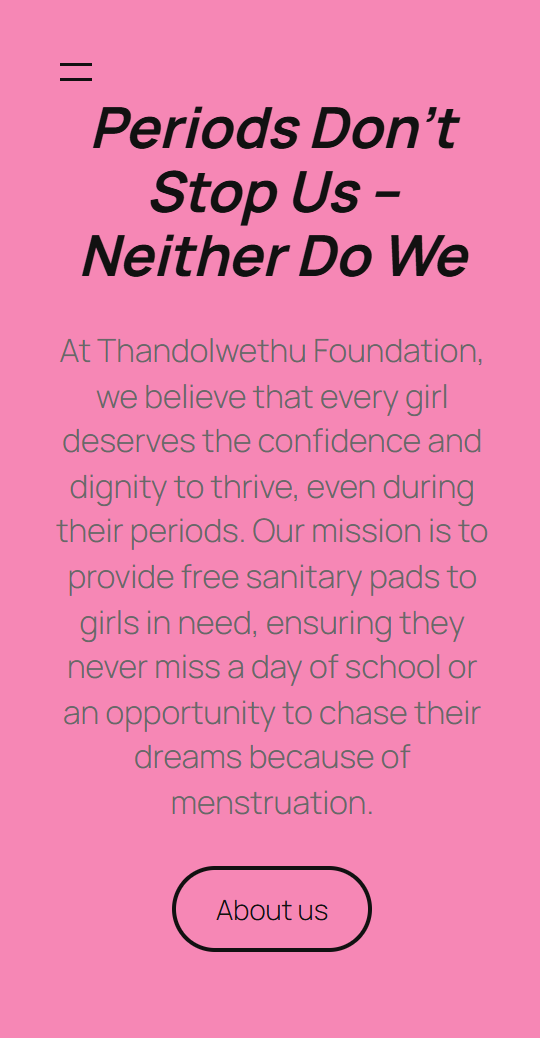 Periods Don’t
Stop Us –
Neither Do We
At Thandolwethu Foundation,
we believe that every girl
deserves the confidence and
dignity to thrive, even during
their periods. Our mission is to
provide free sanitary pads to
girls in need, ensuring they
never miss a day of school or
an opportunity to chase their
dreams because of
menstruation.
About us